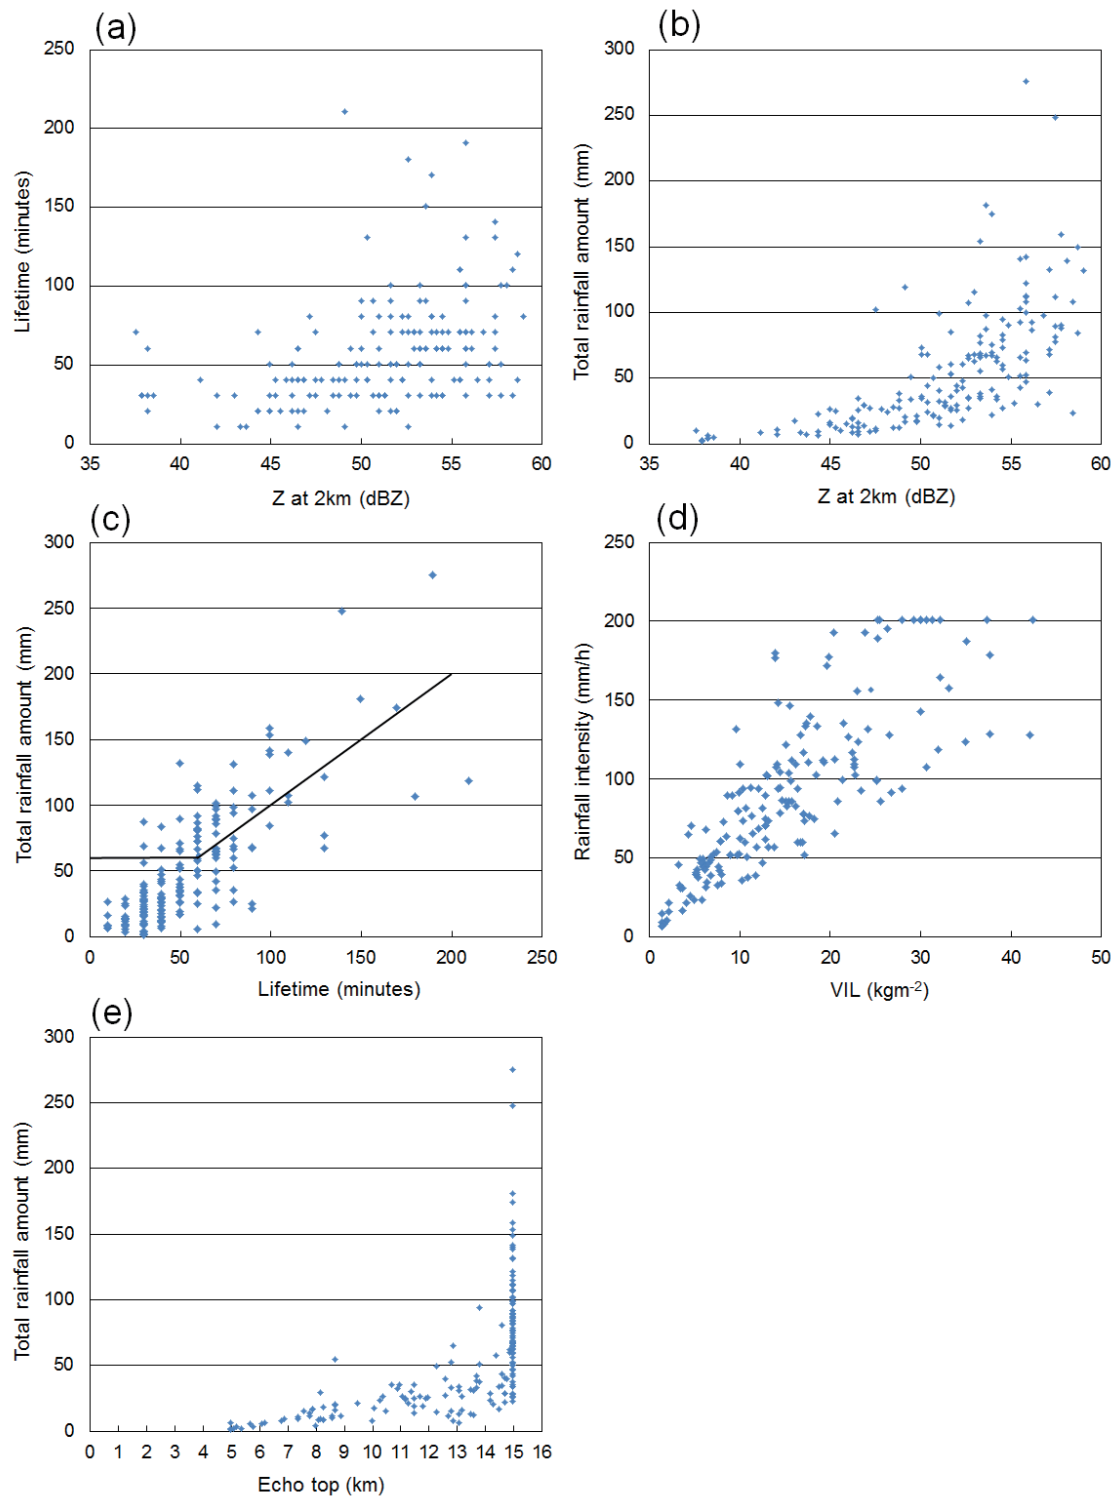 (a)
250
200
150
100
50
0
Lifetime (minutes)
35 40 45 50 55 60
Z at 2km (dBZ)
(b)
300
250
200
150
100
50
0
Total rainfall amount (mm)
35 40 45 50 55 60
Z at 2km (dBZ)
(c)
300
250
200
150
100
50
0
Total rainfall amount (mm)
0 50 100 150 200 250
Lifetime (minutes)
(d)
250
200
150
100
50
0
Rainfall intensity (mm/h)
0 10 20 30 40 50
VIL (kgm⁻²)
(e)
300
250
200
150
100
50
0
Total rainfall amount (mm)
0 1 2 3 4 5 6 7 8 9 10 11 12 13 14 15 16
Echo top (km)